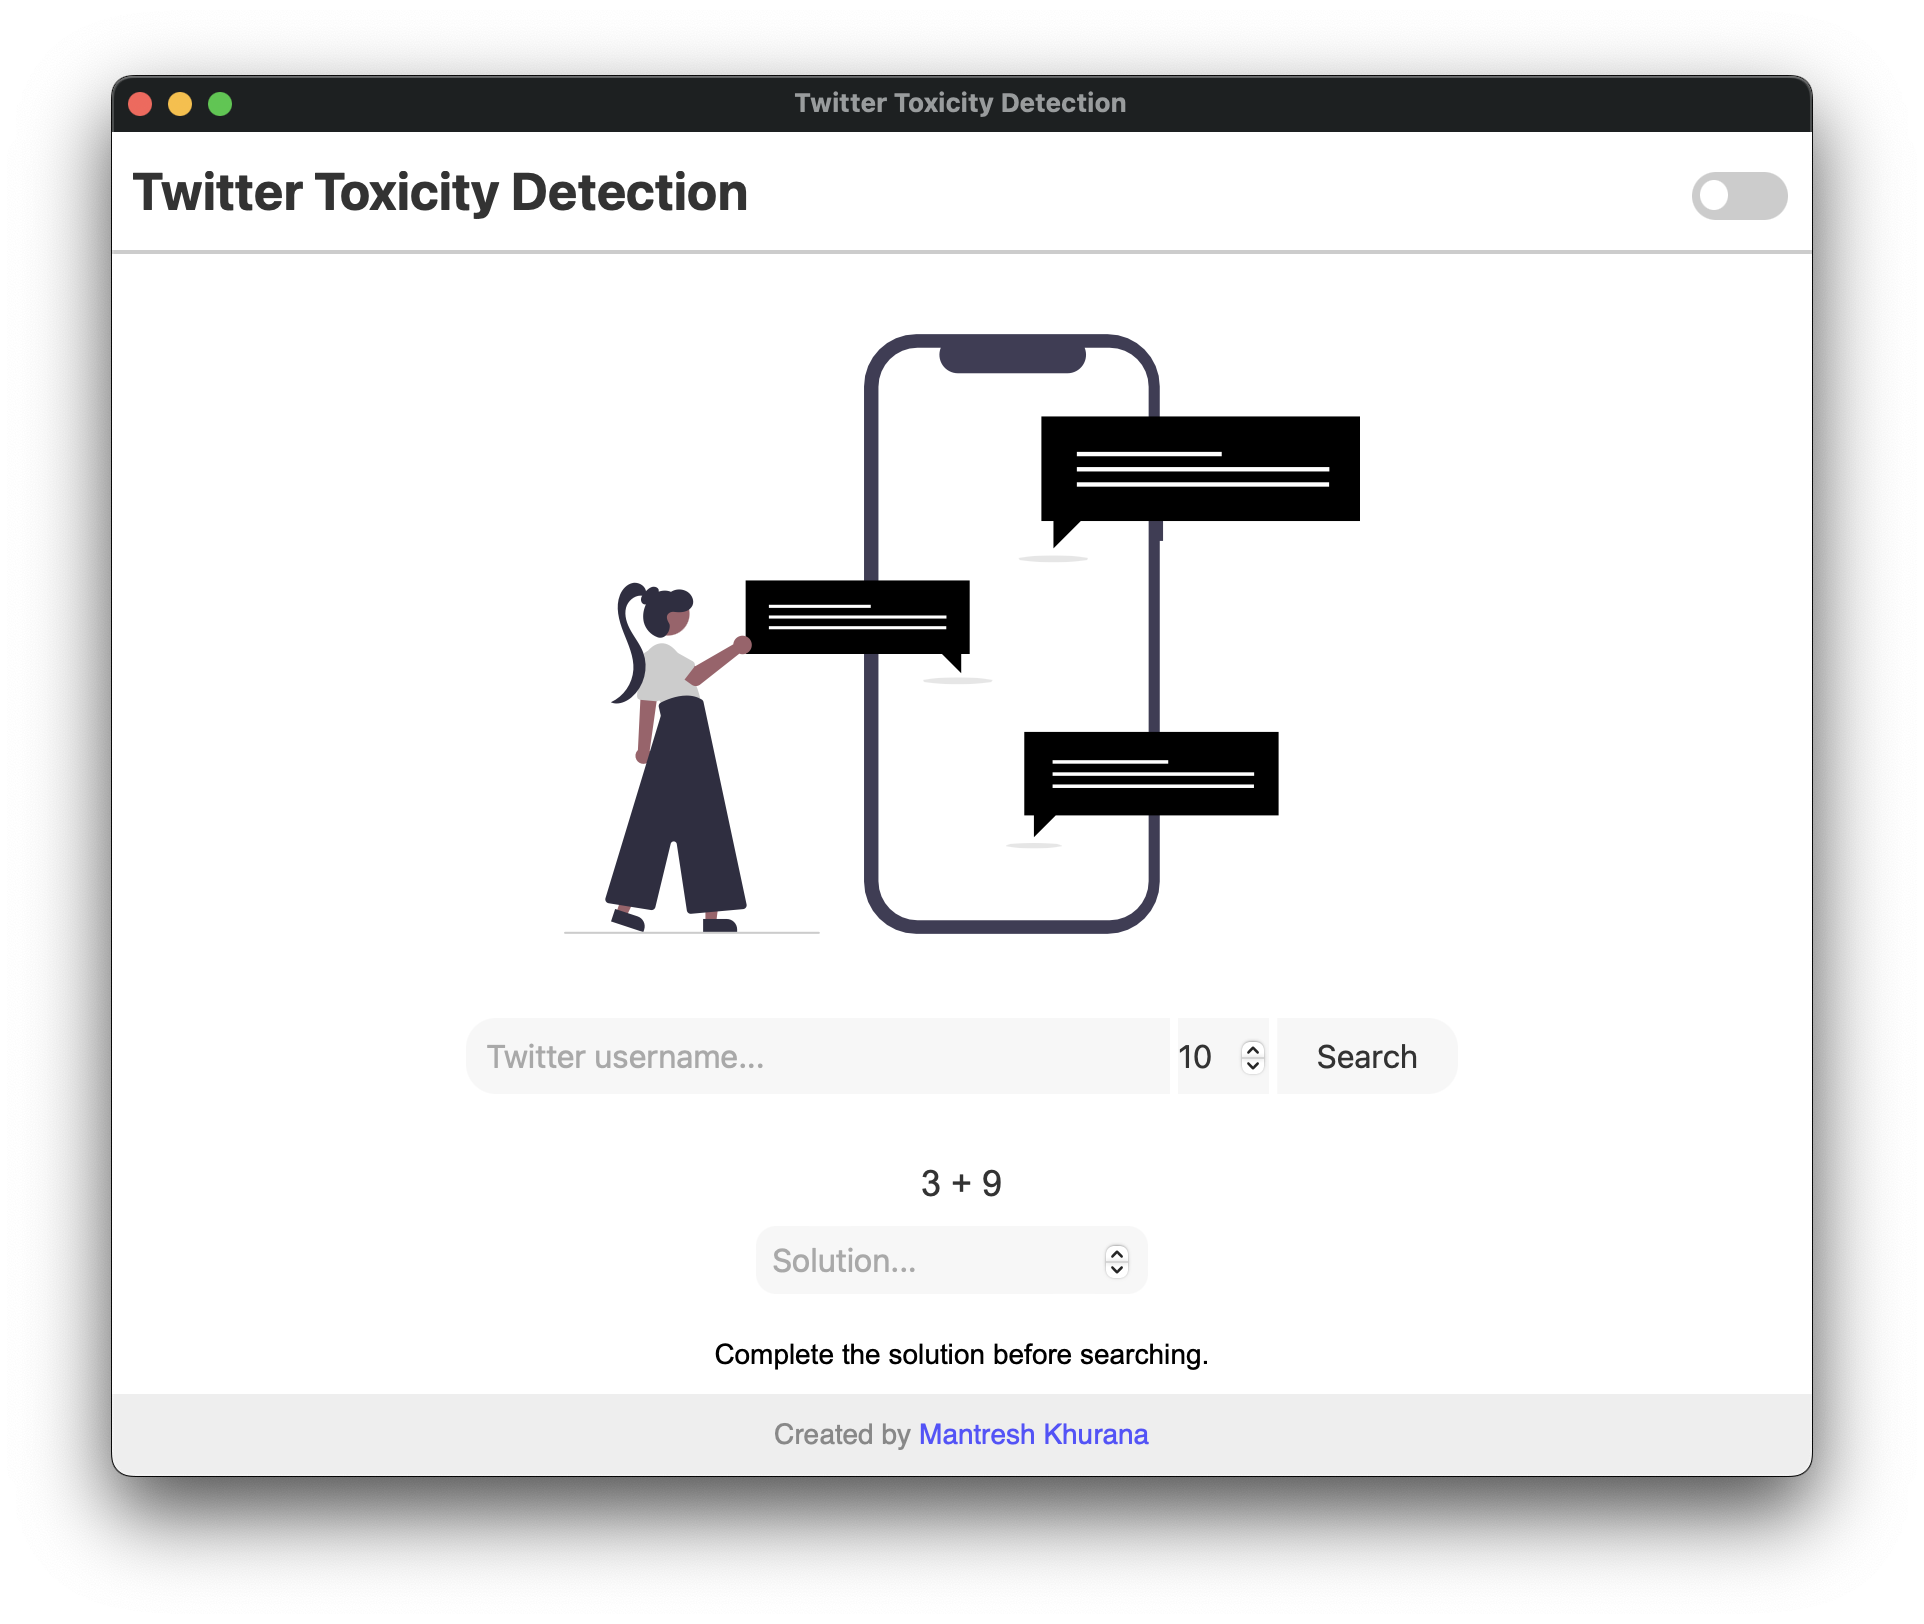 Twitter Toxicity Detection
Twitter Toxicity Detection
Twitter username...
10
Search
3 + 9
Solution...
Complete the solution before searching.
Created by Mantresh Khurana